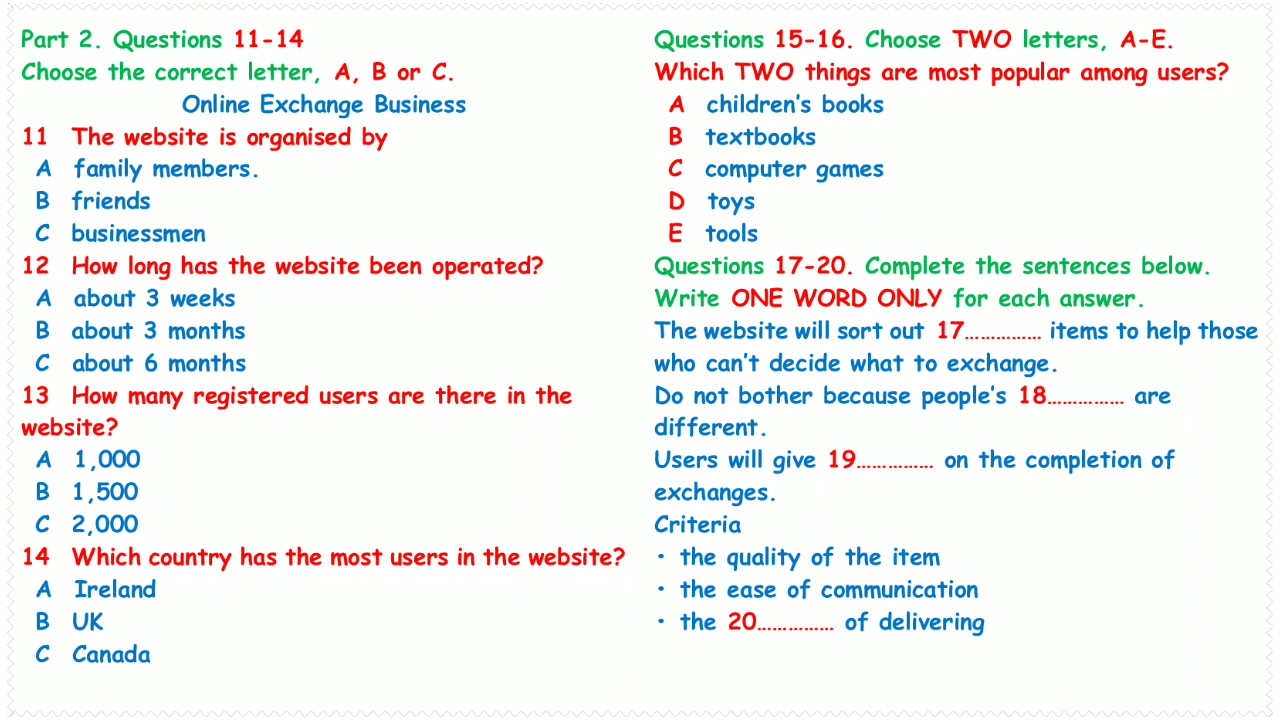 Part 2. Questions 11-14
Choose the correct letter, A, B or C.
Online Exchange Business
11 The website is organised by
A family members.
B friends
C businessmen
12 How long has the website been operated?
A about 3 weeks
B about 3 months
C about 6 months
13 How many registered users are there in the
website?
A 1,000
B 1,500
C 2,000
14 Which country has the most users in the website?
A Ireland
B UK
C Canada
Questions 15-16. Choose TWO letters, A-E.
Which TWO things are most popular among users?
A children's books
B textbooks
C computer games
D toys
E tools
Questions 17-20. Complete the sentences below.
Write ONE WORD ONLY for each answer.
The website will sort out 17…………… items to help those
who can't decide what to exchange.
Do not bother because people's 18…………… are
different.
Users will give 19…………… on the completion of
exchanges.
Criteria
• the quality of the item
• the ease of communication
• the 20…………… of delivering